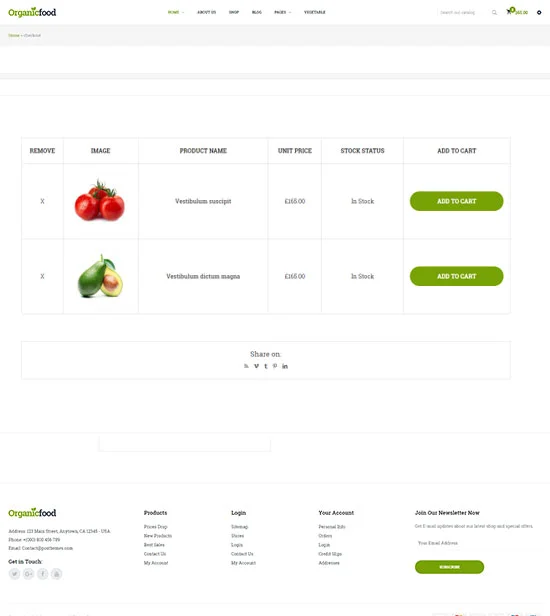 Organicfood
HOME ABOUT US SHOP BLOG PAGES VEGETABLE
Search our catalog
Home > checkout
REMOVE IMAGE PRODUCT NAME UNIT PRICE STOCK STATUS ADD TO CART
X Vestibulum suscipit £165.00 In Stock ADD TO CART
X Vestibulum dictum magna £165.00 In Stock ADD TO CART
Share on:
Organicfood
Address: 123 Main Street, Anytown, CA 12345 - USA
Phone: +(000) 800 456 789
Email: Contact@posthemes.com
Get in Touch:
Products
Prices Drop
New Products
Best Sales
Contact Us
My Account
Login
Sitemap
Stores
Login
Contact Us
My Account
Your Account
Personal Info
Orders
Login
Credit Slips
Addresses
Join Our Newsletter Now
Get E-mail updates about our latest shop and special offers.
Your Email Address
SUBSCRIBE